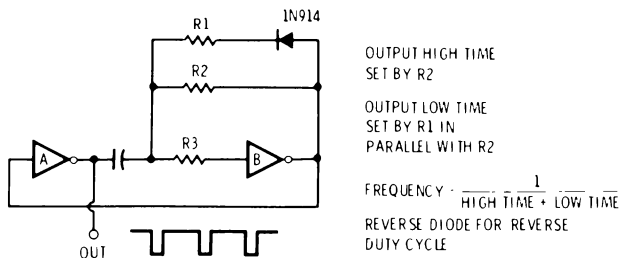 R1
1N914
R2
R3
A
B
OUT
OUTPUT HIGH TIME
SET BY R2
OUTPUT LOW TIME
SET BY R1 IN
PARALLEL WITH R2
FREQUENCY - 1
HIGH TIME + LOW TIME
REVERSE DIODE FOR REVERSE
DUTY CYCLE